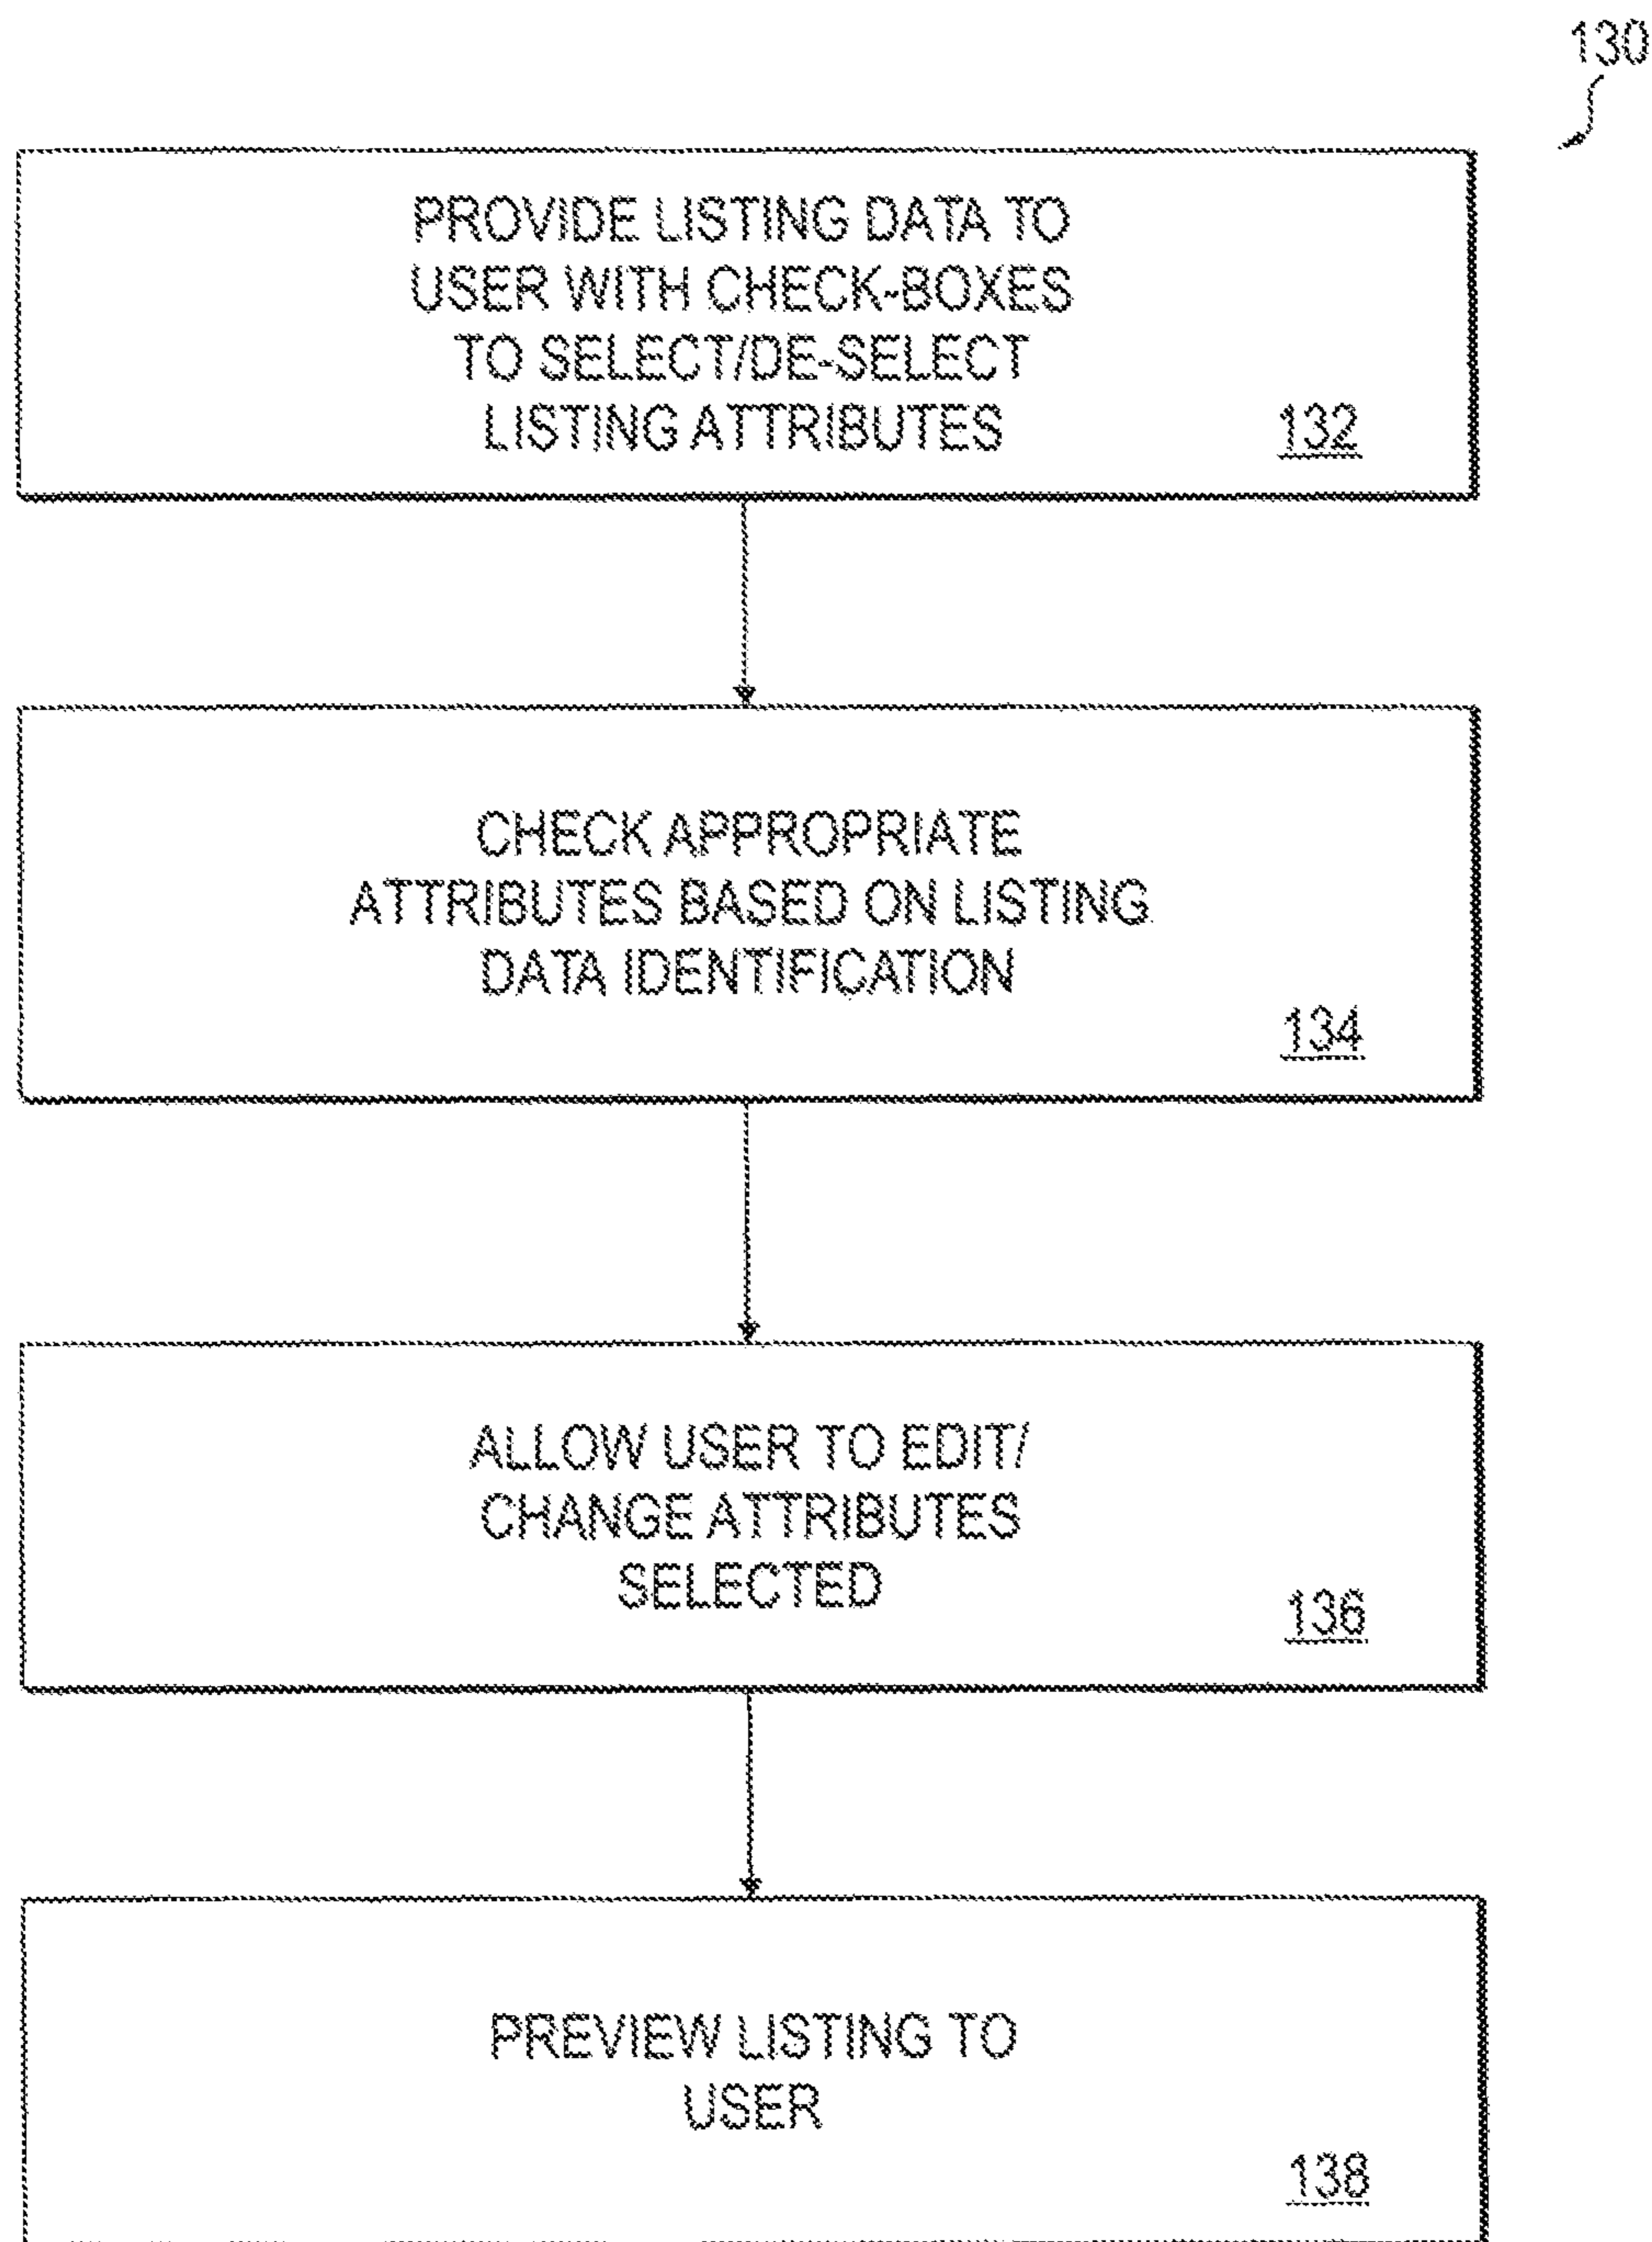 130
PROVIDE LISTING DATA TO
USER WITH CHECK-BOXES
TO SELECT/DE-SELECT
LISTING ATTRIBUTES
132
CHECK APPROPRIATE
ATTRIBUTES BASED ON LISTING
DATA IDENTIFICATION
134
ALLOW USER TO EDIT/
CHANGE ATTRIBUTES
SELECTED
136
PREVIEW LISTING TO
USER
138